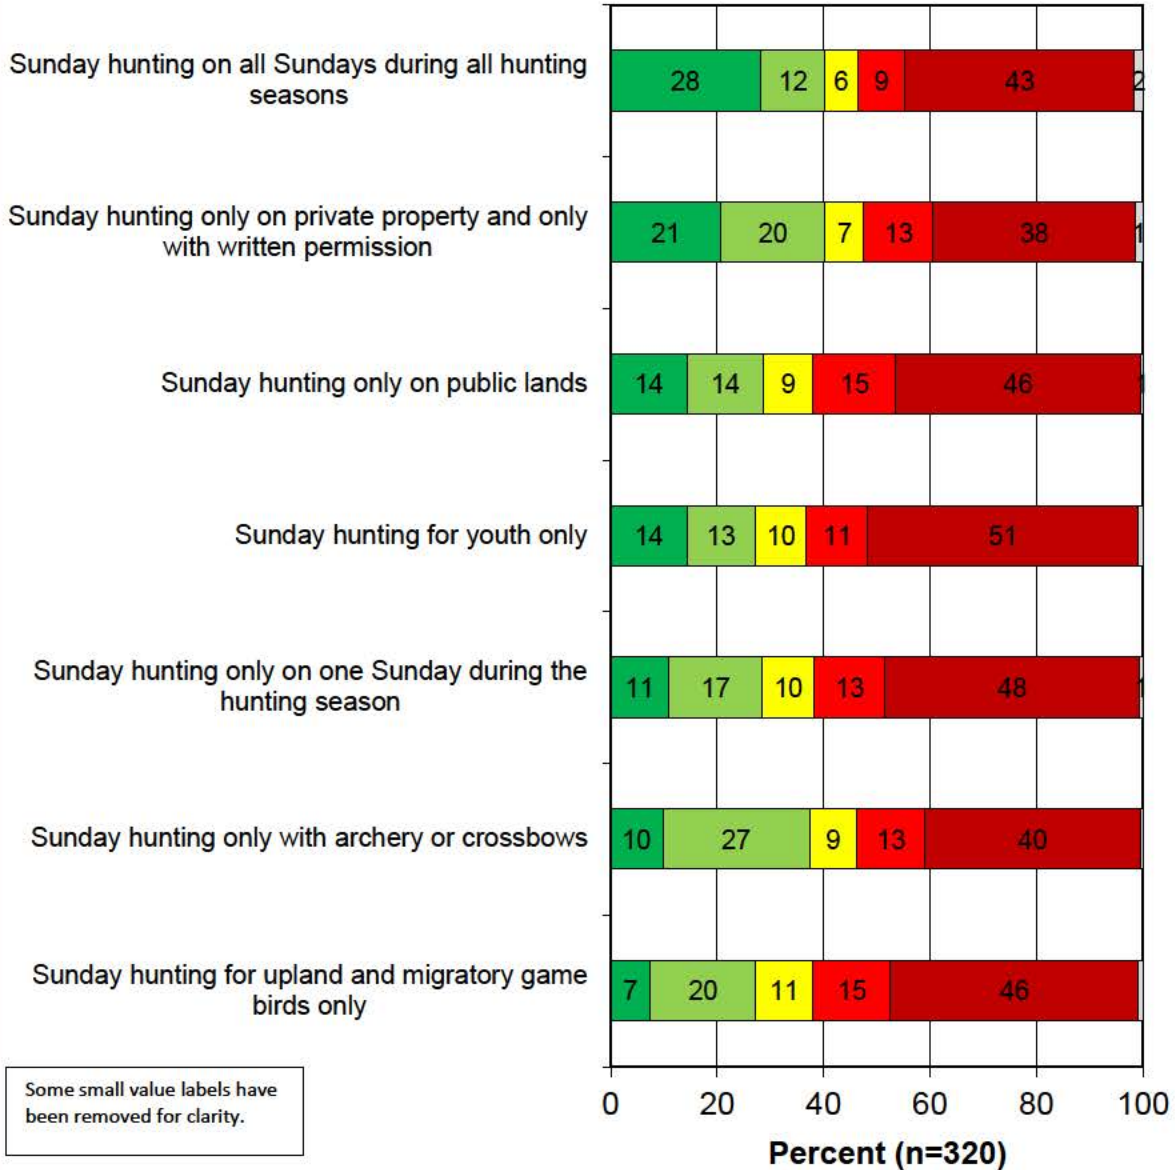 Sunday hunting on all Sundays during all hunting
seasons
28 12 6 9 43 2
Sunday hunting only on private property and only
with written permission
21 20 7 13 38 1
Sunday hunting only on public lands
14 14 9 15 46 1
Sunday hunting for youth only
14 13 10 11 51
Sunday hunting only on one Sunday during the
hunting season
11 17 10 13 48 1
Sunday hunting only with archery or crossbows
10 27 9 13 40
Sunday hunting for upland and migratory game
birds only
7 20 11 15 46
Some small value labels have
been removed for clarity.
0 20 40 60 80 100
Percent (n=320)